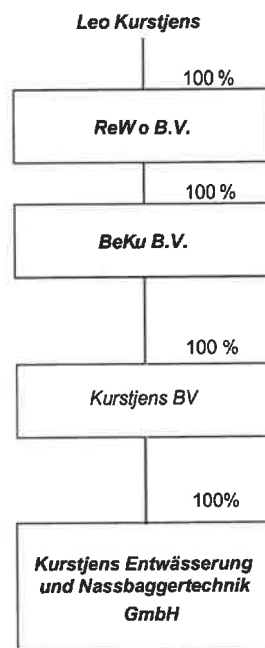 Leo Kurstjens
100 %
ReWo B.V.
100 %
BeKu B.V.
100 %
Kurstjens BV
100%
Kurstjens Entwässerung
und Nassbaggertechnik
GmbH